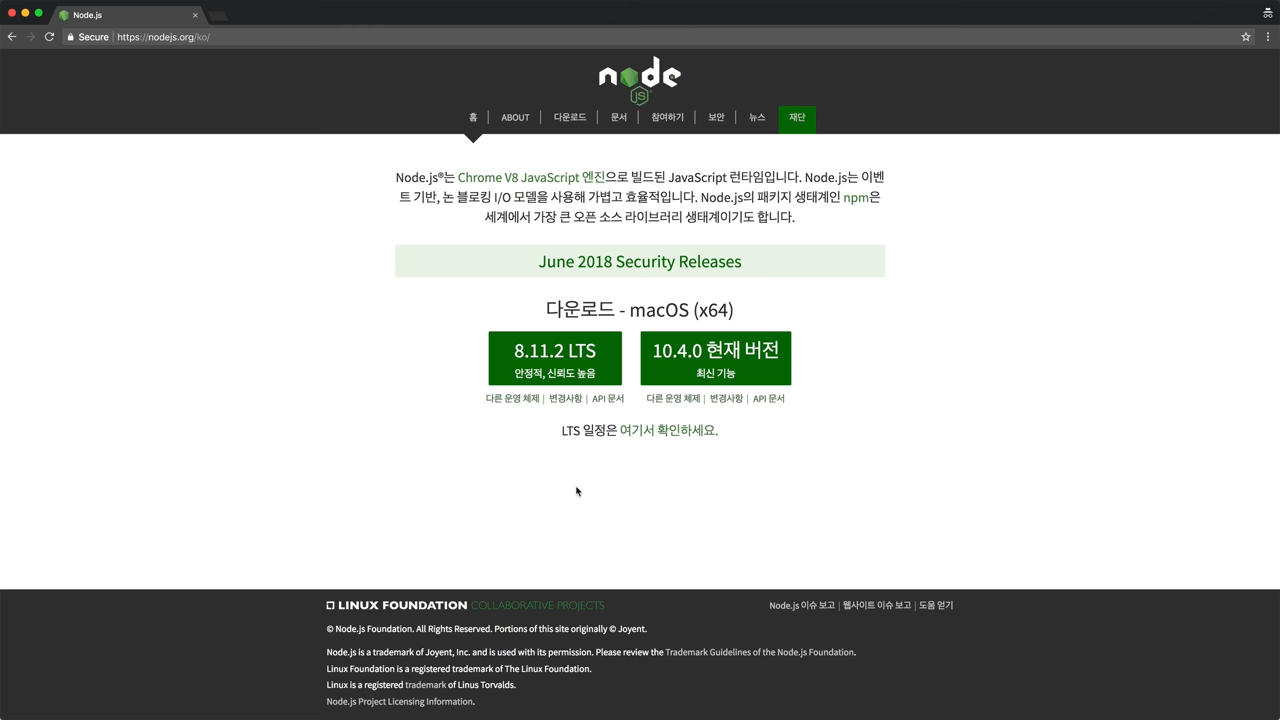 Node.js
Secure https://nodejs.org/ko/
node
JS
홈 | ABOUT | 다운로드 | 문서 | 참여하기 | 보안 | 뉴스 재단
Node.js®는 Chrome V8 JavaScript 엔진으로 빌드된 JavaScript 런타임입니다. Node.js는 이벤
트 기반, 논 블로킹 I/O 모델을 사용해 가볍고 효율적입니다. Node.js의 패키지 생태계인 npm은
세계에서 가장 큰 오픈 소스 라이브러리 생태계이기도 합니다.
June 2018 Security Releases
다운로드 - macOS (x64)
8.11.2 LTS
안정적, 신뢰도 높음
10.4.0 현재 버전
최신 기능
다른 운영 체제 | 변경사항 | API 문서
다른 운영 체제 | 변경사항 | API 문서
LTS 일정은 여기서 확인하세요.
LINUX FOUNDATION COLLABORATIVE PROJECTS
Node.js 이슈 보고 | 웹사이트 이슈 보고 | 도움 얻기
© Node.js Foundation. All Rights Reserved. Portions of this site originally © Joyent.
Node.js is a trademark of Joyent, Inc. and is used with its permission. Please review the Trademark Guidelines of the Node.js Foundation.
Linux Foundation is a registered trademark of The Linux Foundation.
Linux is a registered trademark of Linus Torvalds.
Node.js Project Licensing Information.